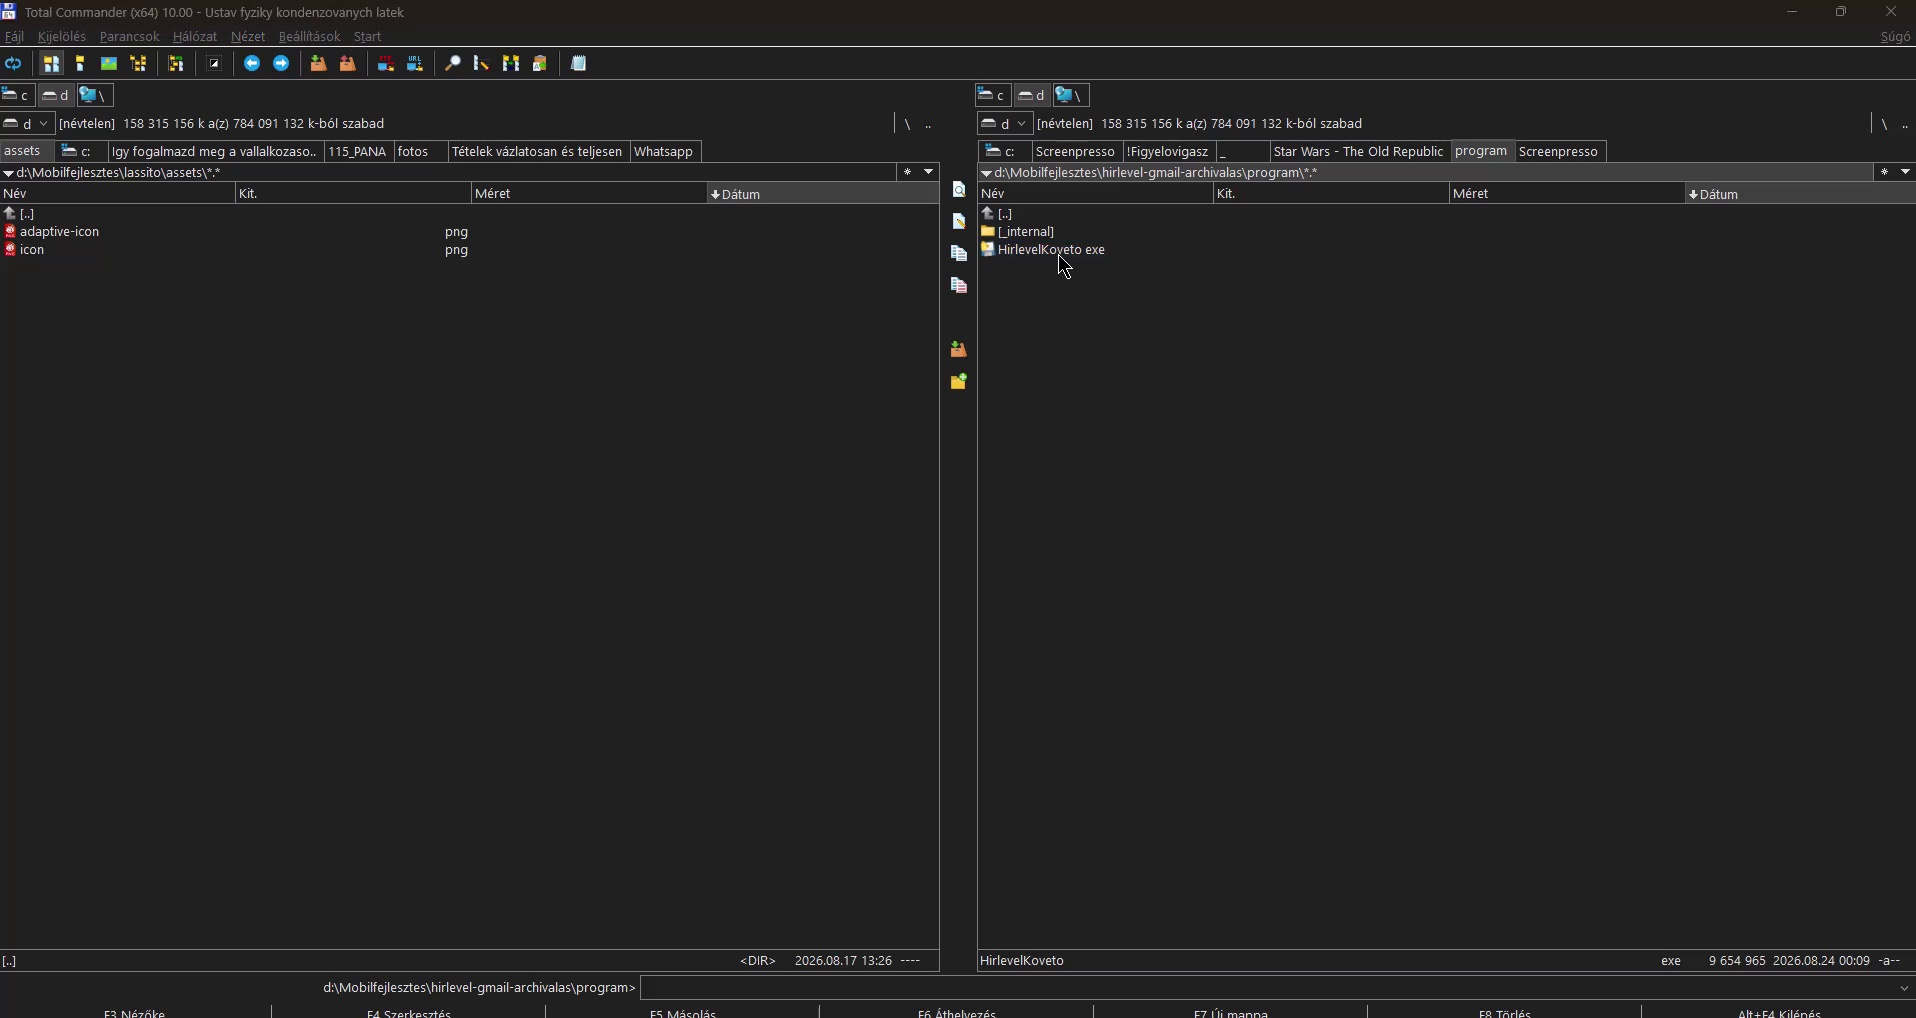 Total Commander (x64) 10.00 - Ustav fyziky kondenzovanych latek
Fájl Kijelölés Parancsok Hálózat Nézet Beállítások Start Súgó
URL
c d \ c d \
d [névtelen] 158 315 156 k a(z) 784 091 132 k-ból szabad \ .. d [névtelen] 158 315 156 k a(z) 784 091 132 k-ból szabad \ ..
assets c: Igy fogalmazd meg a vallalkozaso.. 115_PANA fotos Tételek vázlatosan és teljesen Whatsapp c: Screenpresso !Figyelovigasz _ Star Wars - The Old Republic program Screenpresso
d:\Mobilfejlesztes\lassito\assets\*.* * d:\Mobilfejlesztes\hirlevel-gmail-archivalas\program\*.* *
Név Kit. Méret Dátum Név Kit. Méret Dátum
[..] [..]
adaptive-icon png [_internal]
icon png HirlevelKoveto exe
[..] <DIR> 2026.08.17 13:26 ---- HirlevelKoveto exe 9 654 965 2026.08.24 00:09 -a--
d:\Mobilfejlesztes\hirlevel-gmail-archivalas\program>
F3 Nézőke F4 Szerkesztés F5 Másolás F6 Áthelyezés F7 Új mappa F8 Törlés Alt+F4 Kilépés